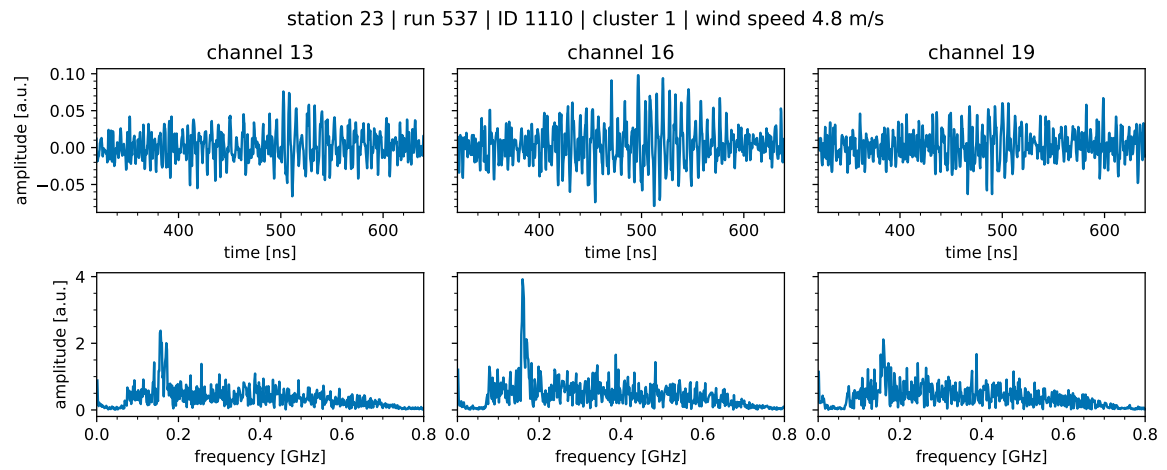 station 23 | run 537 | ID 1110 | cluster 1 | wind speed 4.8 m/s
channel 13 channel 16 channel 19
amplitude [a.u.]
0.10
0.05
0.00
−0.05
400 500 600 400 500 600 400 500 600
time [ns] time [ns] time [ns]
amplitude [a.u.]
4
2
0
0.0 0.2 0.4 0.6 0.8 0.0 0.2 0.4 0.6 0.8 0.0 0.2 0.4 0.6 0.8
frequency [GHz] frequency [GHz] frequency [GHz]